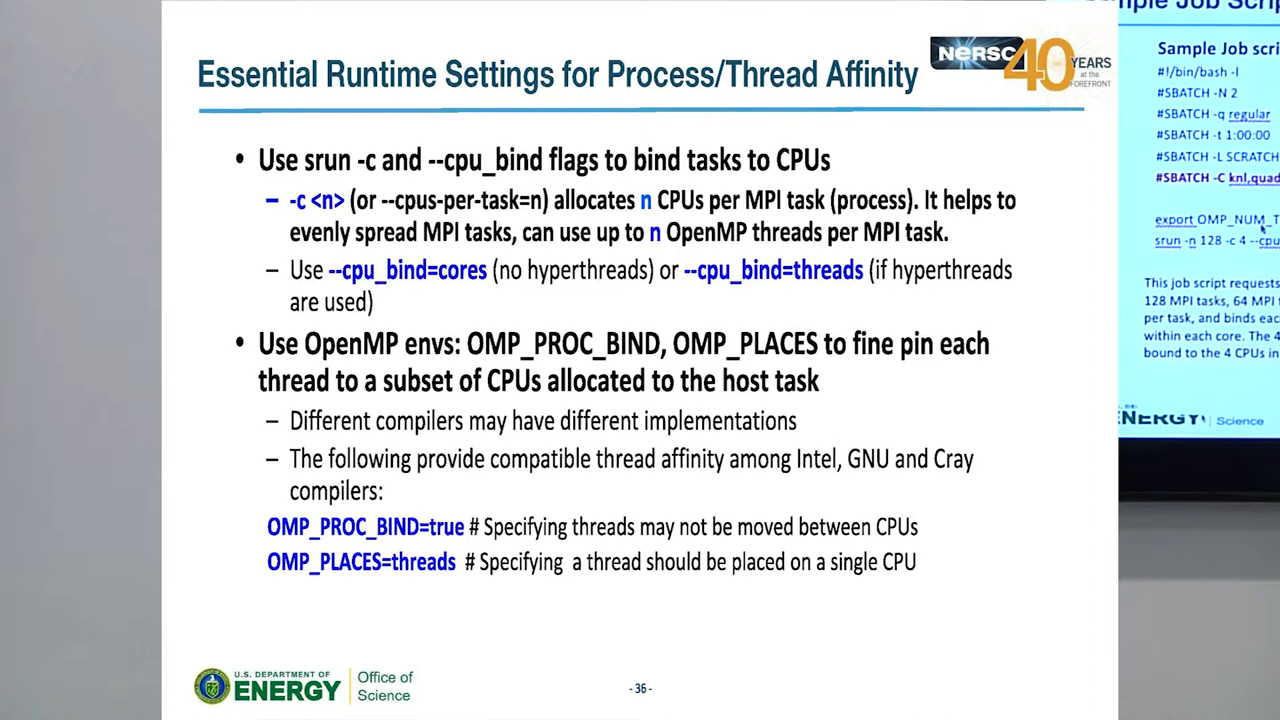 Essential Runtime Settings for Process/Thread Affinity
NERSC 40 YEARS
at the
FOREFRONT
• Use srun -c and --cpu_bind flags to bind tasks to CPUs
– -c <n> (or --cpus-per-task=n) allocates n CPUs per MPI task (process). It helps to
evenly spread MPI tasks, can use up to n OpenMP threads per MPI task.
– Use --cpu_bind=cores (no hyperthreads) or --cpu_bind=threads (if hyperthreads
are used)
• Use OpenMP envs: OMP_PROC_BIND, OMP_PLACES to fine pin each
thread to a subset of CPUs allocated to the host task
– Different compilers may have different implementations
– The following provide compatible thread affinity among Intel, GNU and Cray
compilers:
OMP_PROC_BIND=true # Specifying threads may not be moved between CPUs
OMP_PLACES=threads # Specifying a thread should be placed on a single CPU
U.S. DEPARTMENT OF
ENERGY
Office of
Science
- 36 -
Job
Sample Job
#!/bin/bash -l
#SBATCH -N 2
#SBATCH -q regular
#SBATCH -t 1:00:00
#SBATCH -L SCRATCH
#SBATCH -C knl,quad
export OMP_NUM_T
srun -n 128 -c 4 --cpu
This job script requests
128 MPI tasks, 64 MPI
per task, and binds each
within each core. The 4
bound to the 4 CPUs in
ENERGY
Science